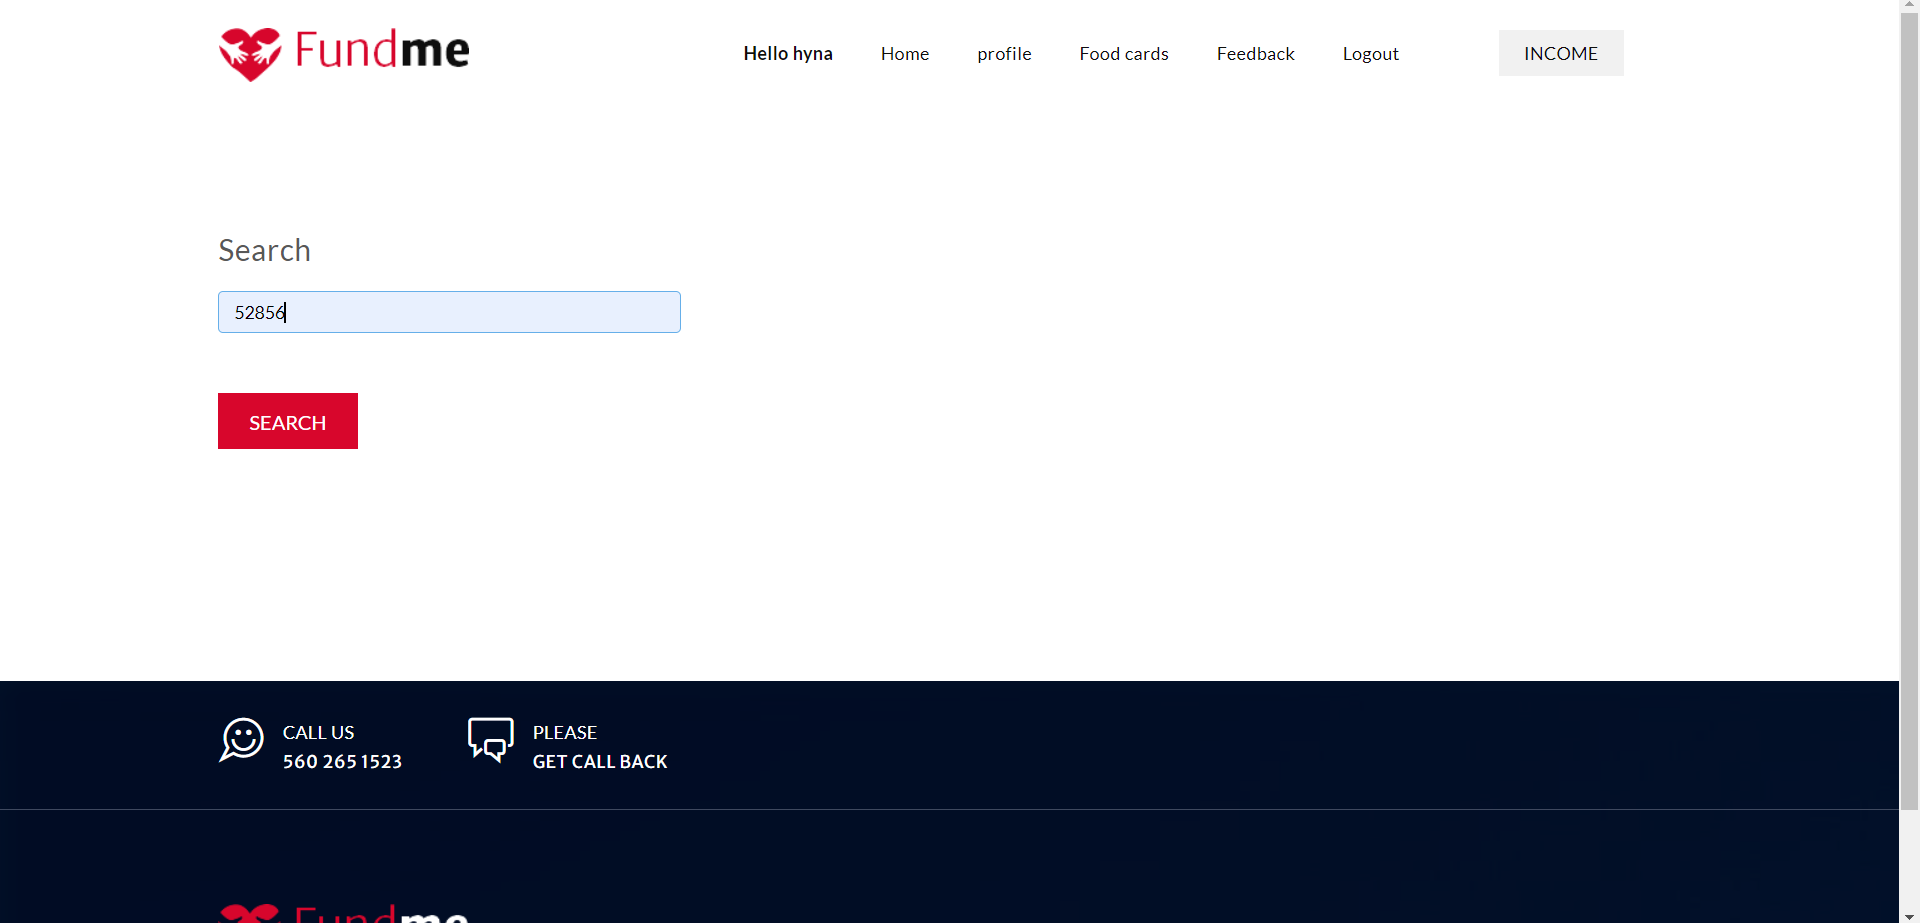 Fundme
Hello hyna Home profile Food cards Feedback Logout INCOME
Search
52856
SEARCH
CALL US
560 265 1523
PLEASE
GET CALL BACK
Fundme